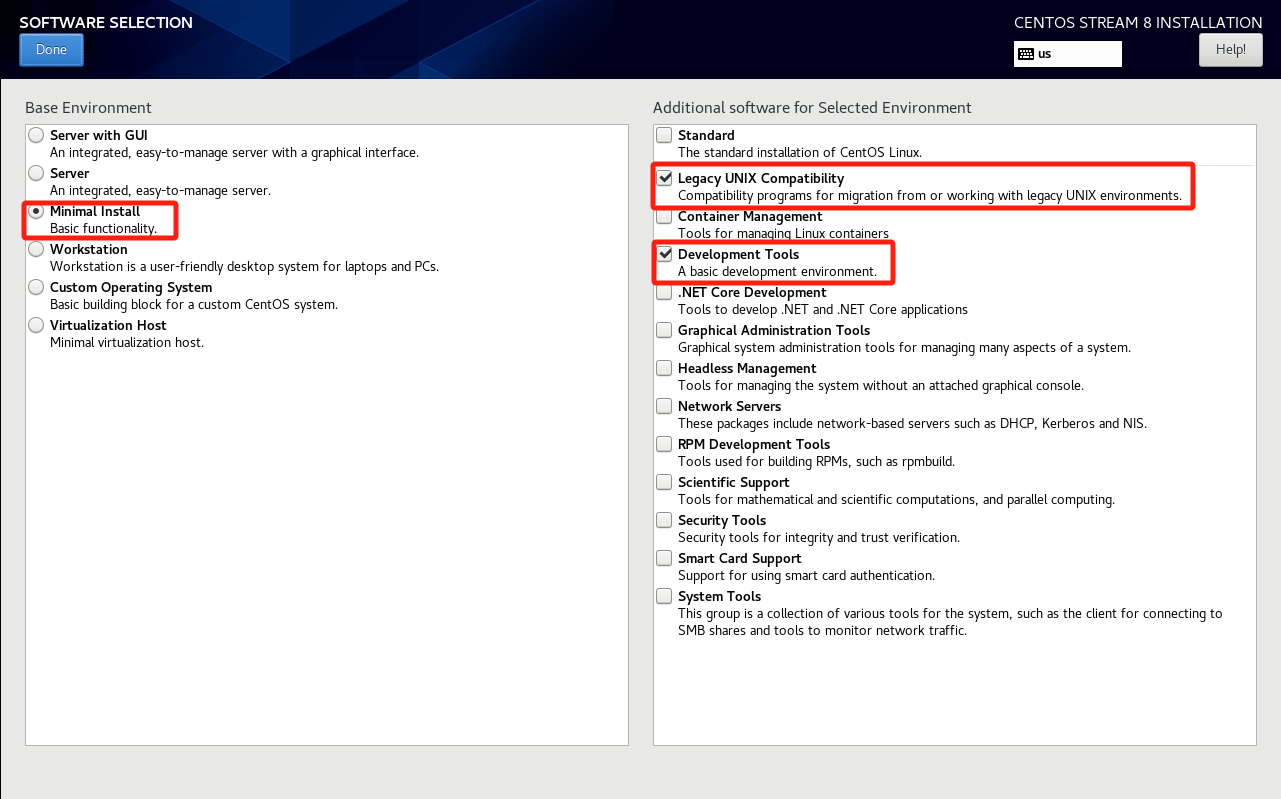 SOFTWARE SELECTION
CENTOS STREAM 8 INSTALLATION
Done
us
Help!
Base Environment
Server with GUI
An integrated, easy-to-manage server with a graphical interface.
Server
An integrated, easy-to-manage server.
Minimal Install
Basic functionality.
Workstation
Workstation is a user-friendly desktop system for laptops and PCs.
Custom Operating System
Basic building block for a custom CentOS system.
Virtualization Host
Minimal virtualization host.
Additional software for Selected Environment
Standard
The standard installation of CentOS Linux.
Legacy UNIX Compatibility
Compatibility programs for migration from or working with legacy UNIX environments.
Container Management
Tools for managing Linux containers
Development Tools
A basic development environment.
.NET Core Development
Tools to develop .NET and .NET Core applications
Graphical Administration Tools
Graphical system administration tools for managing many aspects of a system.
Headless Management
Tools for managing the system without an attached graphical console.
Network Servers
These packages include network-based servers such as DHCP, Kerberos and NIS.
RPM Development Tools
Tools used for building RPMs, such as rpmbuild.
Scientific Support
Tools for mathematical and scientific computations, and parallel computing.
Security Tools
Security tools for integrity and trust verification.
Smart Card Support
Support for using smart card authentication.
System Tools
This group is a collection of various tools for the system, such as the client for connecting to
SMB shares and tools to monitor network traffic.